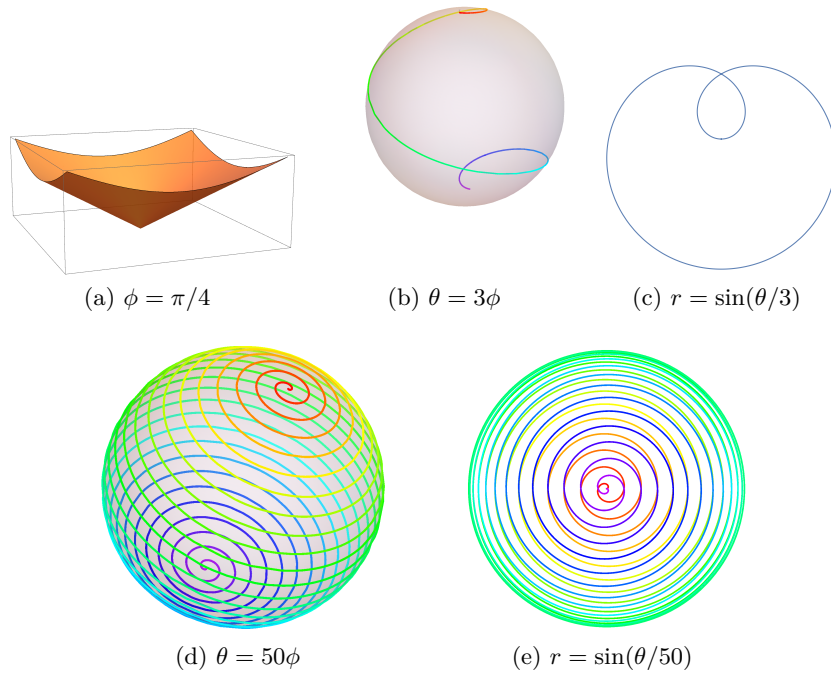 (a) ϕ = π/4
(b) θ = 3ϕ
(c) r = sin(θ/3)
(d) θ = 50ϕ
(e) r = sin(θ/50)